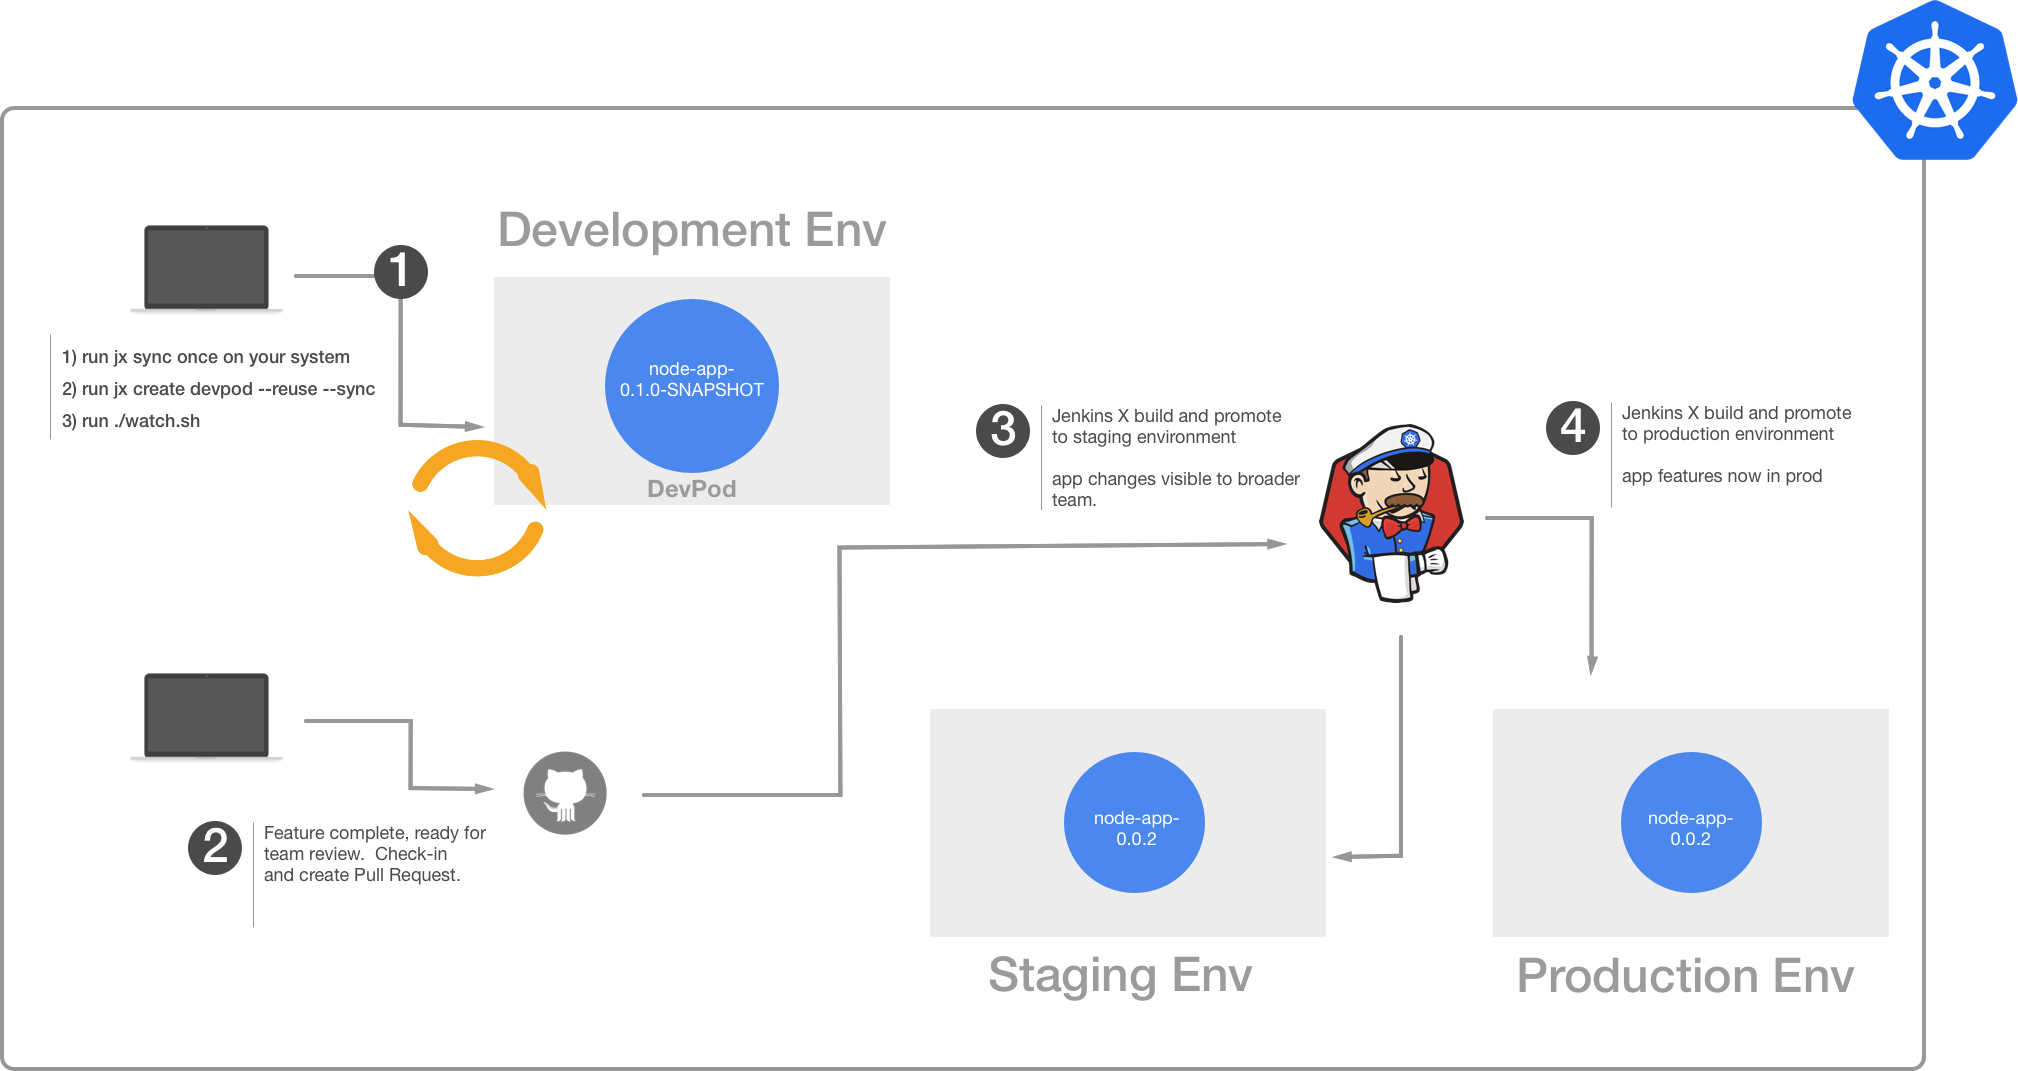 Development Env
1
node-app-
0.1.0-SNAPSHOT
DevPod
1) run jx sync once on your system
2) run jx create devpod --reuse --sync
3) run ./watch.sh
2
Feature complete, ready for
team review.  Check-in
and create Pull Request.
3
Jenkins X build and promote
to staging environment
app changes visible to broader
team.
4
Jenkins X build and promote
to production environment
app features now in prod
node-app-
0.0.2
Staging Env
node-app-
0.0.2
Production Env